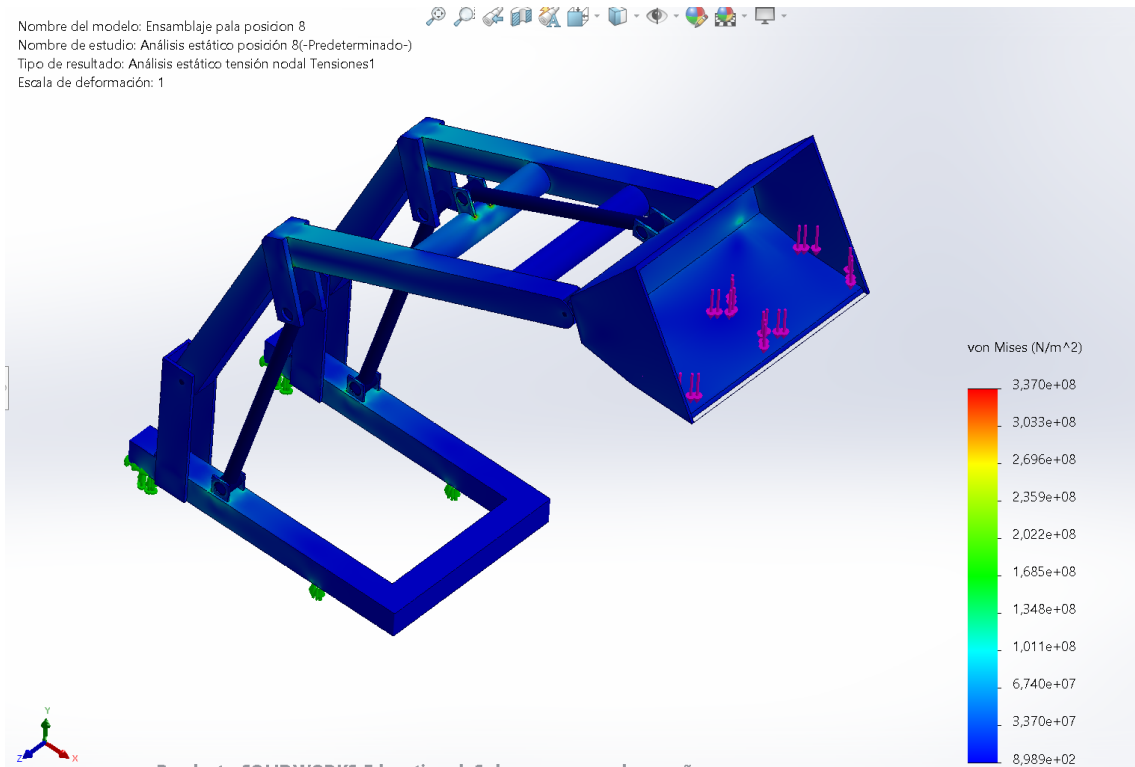 Nombre del modelo: Ensamblaje pala posicion 8
Nombre de estudio: Análisis estático posición 8(-Predeterminado-)
Tipo de resultado: Análisis estático tensión nodal Tensiones1
Escala de deformación: 1
von Mises (N/m^2)
3,370e+08
3,033e+08
2,696e+08
2,359e+08
2,022e+08
1,685e+08
1,348e+08
1,011e+08
6,740e+07
3,370e+07
8,989e+02
Y
Z
X